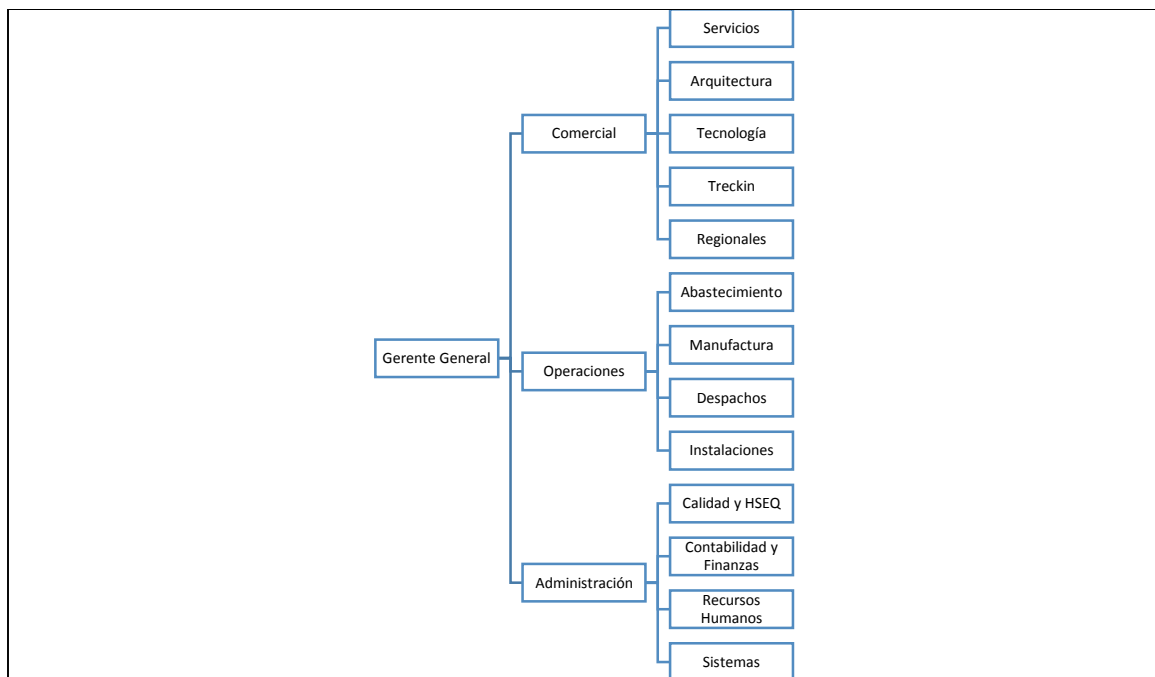 Gerente General
Comercial
Servicios
Arquitectura
Tecnología
Treckin
Regionales
Operaciones
Abastecimiento
Manufactura
Despachos
Instalaciones
Administración
Calidad y HSEQ
Contabilidad y
Finanzas
Recursos
Humanos
Sistemas